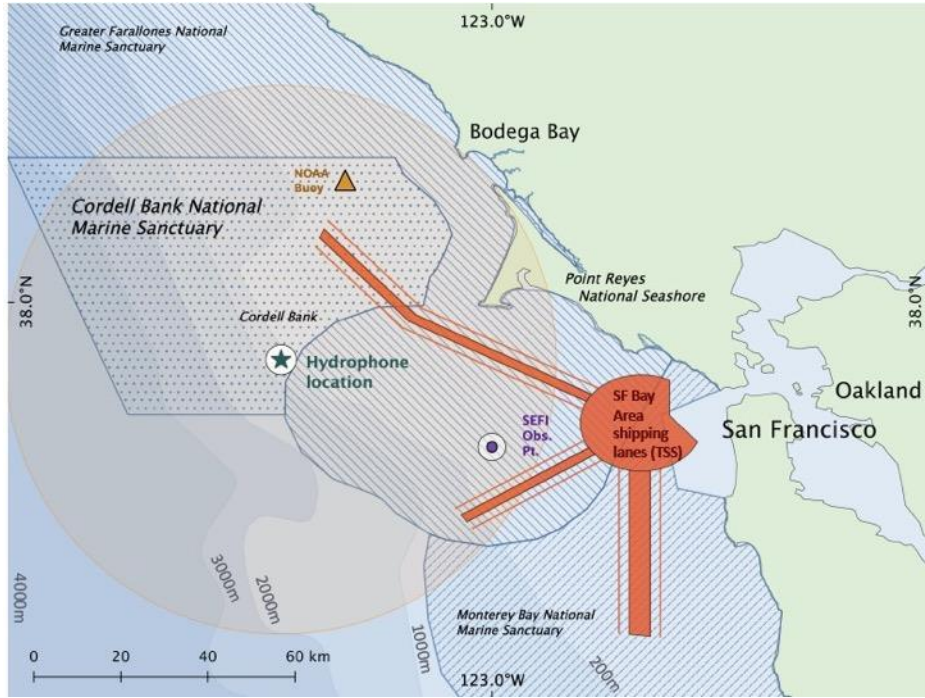 123.0°W
Greater Farallones National
Marine Sanctuary
Bodega Bay
NOAA
Buoy
Cordell Bank National
Marine Sanctuary
Point Reyes
National Seashore
38.0°N
38.0°N
Cordell Bank
Hydrophone
location
SF Bay
Area
shipping
lanes (TSS)
Oakland
San Francisco
SEFI
Obs.
Pt.
4000m
3000m
2000m
1000m
200m
Monterey Bay National
Marine Sanctuary
0 20 40 60 km
123.0°W